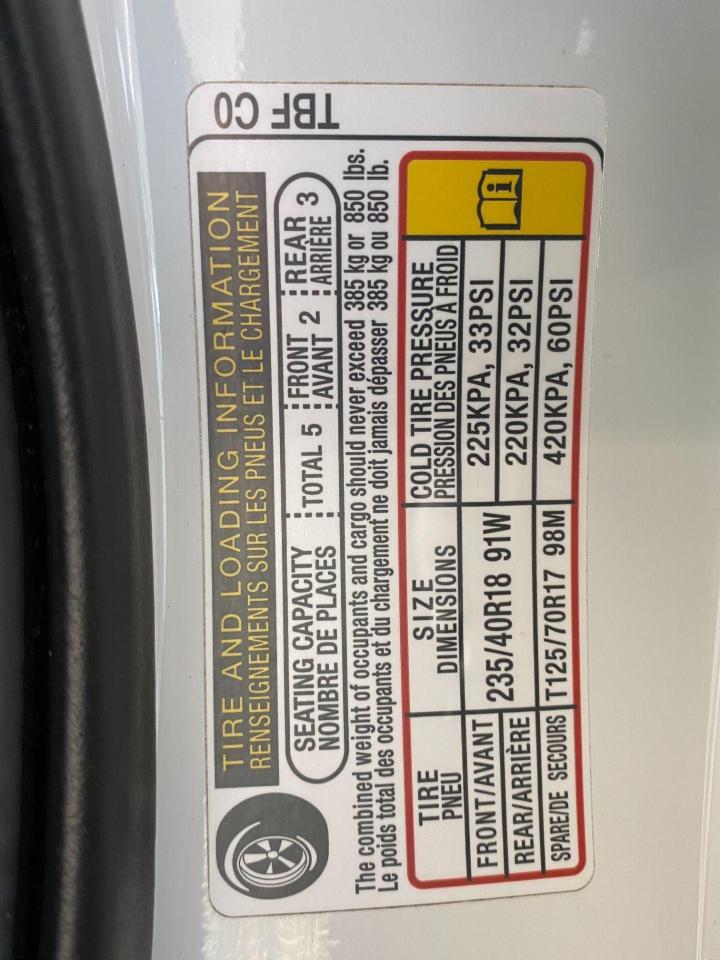 TBF C0
TIRE AND LOADING INFORMATION
RENSEIGNEMENTS SUR LES PNEUS ET LE CHARGEMENT
SEATING CAPACITY TOTAL 5 FRONT 2 REAR 3
NOMBRE DE PLACES AVANT ARRIÈRE
The combined weight of occupants and cargo should never exceed 385 kg or 850 lbs.
Le poids total des occupants et du chargement ne doit jamais dépasser 385 kg ou 850 lb.
TIRE SIZE COLD TIRE PRESSURE
PNEU DIMENSIONS PRESSION DES PNEUS À FROID
FRONT/AVANT 235/40R18 91W 225KPA, 33PSI
REAR/ARRIÈRE 220KPA, 32PSI
SPARE/DE SECOURS T125/70R17 98M 420KPA, 60PSI